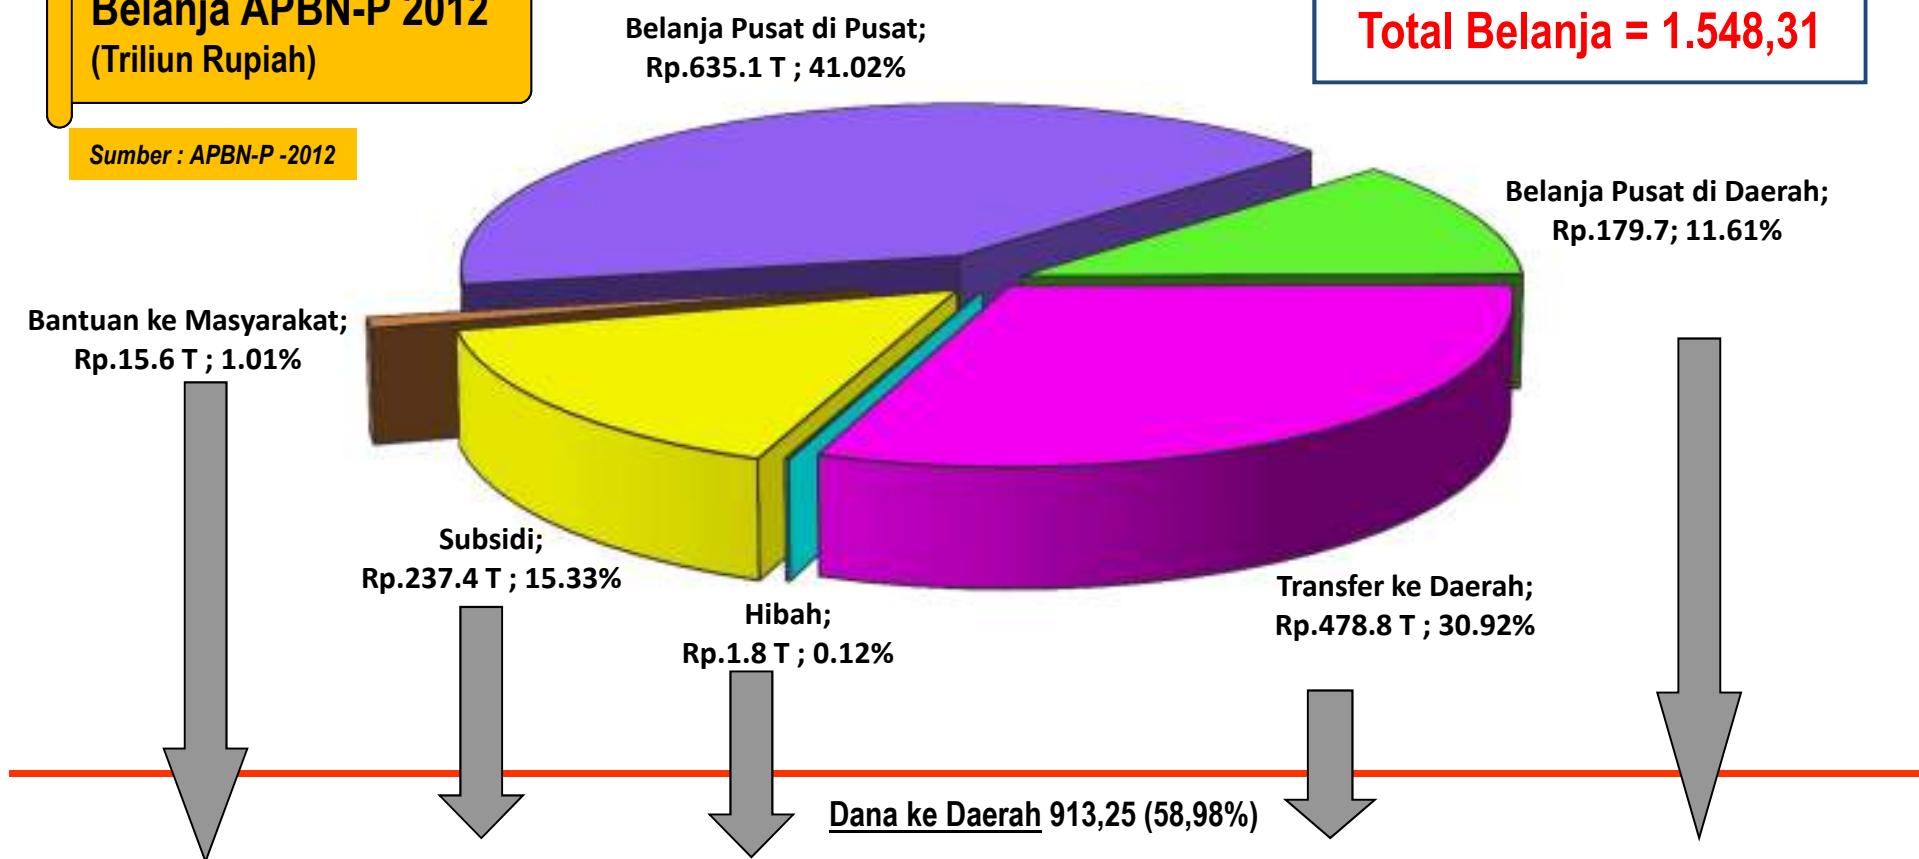 Belanja APBN-P 2012
(Triliun Rupiah)
Sumber : APBN-P -2012
Belanja Pusat di Pusat;
Rp.635.1 T ; 41.02%
Total Belanja = 1.548,31
Belanja Pusat di Daerah;
Rp.179.7; 11.61%
Bantuan ke Masyarakat;
Rp.15.6 T ; 1.01%
Subsidi;
Rp.237.4 T ; 15.33%
Hibah;
Rp.1.8 T ; 0.12%
Transfer ke Daerah;
Rp.478.8 T ; 30.92%
Dana ke Daerah 913,25 (58,98%)